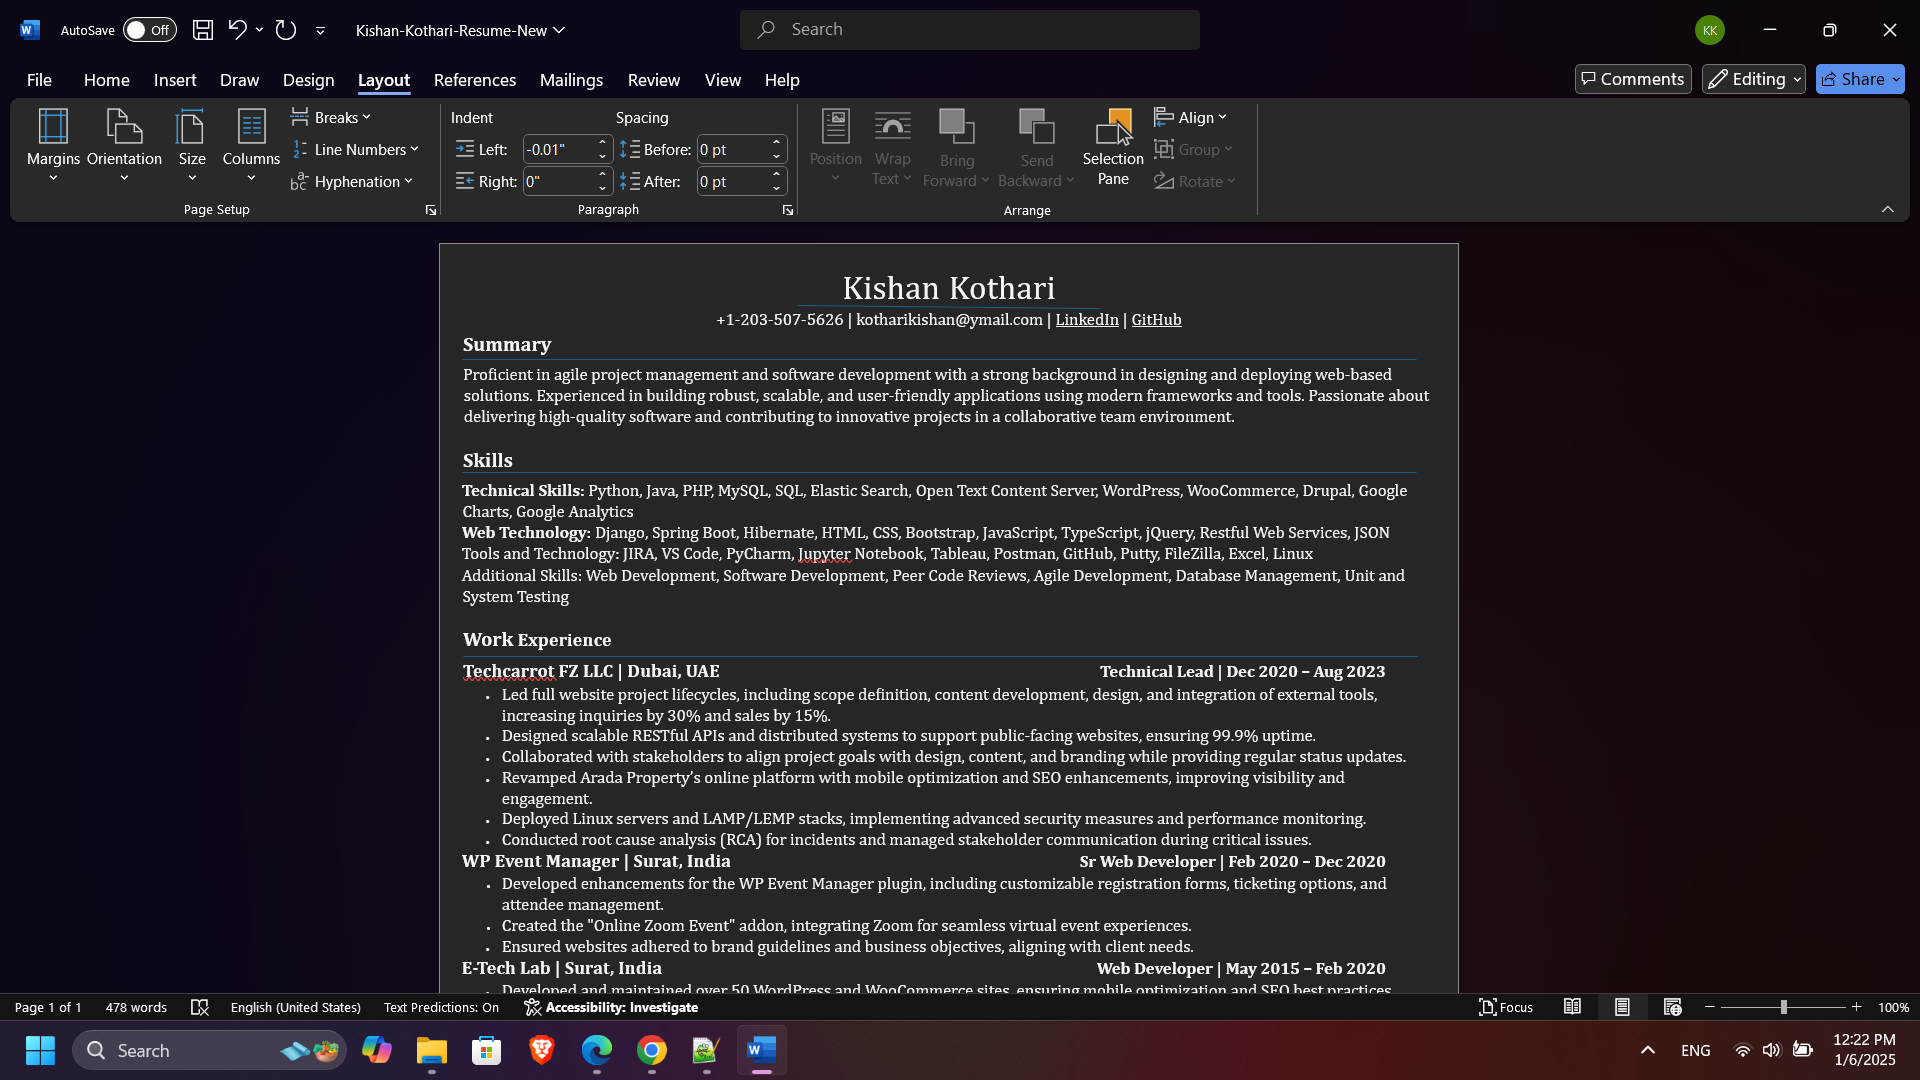 AutoSave Off Kishan-Kothari-Resume-New Search KK
File Home Insert Draw Design Layout References Mailings Review View Help Comments Editing Share
Margins Orientation Size Columns Breaks Line Numbers Hyphenation
Page Setup
Indent Spacing
Left: -0.01" Before: 0 pt
Right: 0" After: 0 pt
Paragraph
Position Wrap Text Bring Forward Send Backward Selection Pane Align Group Rotate
Arrange
Kishan Kothari
+1-203-507-5626 | kotharikishan@ymail.com | LinkedIn | GitHub
Summary
Proficient in agile project management and software development with a strong background in designing and deploying web-based
solutions. Experienced in building robust, scalable, and user-friendly applications using modern frameworks and tools. Passionate about
delivering high-quality software and contributing to innovative projects in a collaborative team environment.
Skills
Technical Skills: Python, Java, PHP, MySQL, SQL, Elastic Search, Open Text Content Server, WordPress, WooCommerce, Drupal, Google
Charts, Google Analytics
Web Technology: Django, Spring Boot, Hibernate, HTML, CSS, Bootstrap, JavaScript, TypeScript, jQuery, Restful Web Services, JSON
Tools and Technology: JIRA, VS Code, PyCharm, Jupyter Notebook, Tableau, Postman, GitHub, Putty, FileZilla, Excel, Linux
Additional Skills: Web Development, Software Development, Peer Code Reviews, Agile Development, Database Management, Unit and
System Testing
Work Experience
Techcarrot FZ LLC | Dubai, UAE Technical Lead | Dec 2020 – Aug 2023
• Led full website project lifecycles, including scope definition, content development, design, and integration of external tools,
increasing inquiries by 30% and sales by 15%.
• Designed scalable RESTful APIs and distributed systems to support public-facing websites, ensuring 99.9% uptime.
• Collaborated with stakeholders to align project goals with design, content, and branding while providing regular status updates.
• Revamped Arada Property’s online platform with mobile optimization and SEO enhancements, improving visibility and
engagement.
• Deployed Linux servers and LAMP/LEMP stacks, implementing advanced security measures and performance monitoring.
• Conducted root cause analysis (RCA) for incidents and managed stakeholder communication during critical issues.
WP Event Manager | Surat, India Sr Web Developer | Feb 2020 – Dec 2020
• Developed enhancements for the WP Event Manager plugin, including customizable registration forms, ticketing options, and
attendee management.
• Created the "Online Zoom Event" addon, integrating Zoom for seamless virtual event experiences.
• Ensured websites adhered to brand guidelines and business objectives, aligning with client needs.
E-Tech Lab | Surat, India Web Developer | May 2015 – Feb 2020
• Developed and maintained over 50 WordPress and WooCommerce sites, ensuring mobile optimization and SEO best practices
Page 1 of 1 478 words English (United States) Text Predictions: On Accessibility: Investigate Focus 100%
Search ENG 12:22 PM
1/6/2025